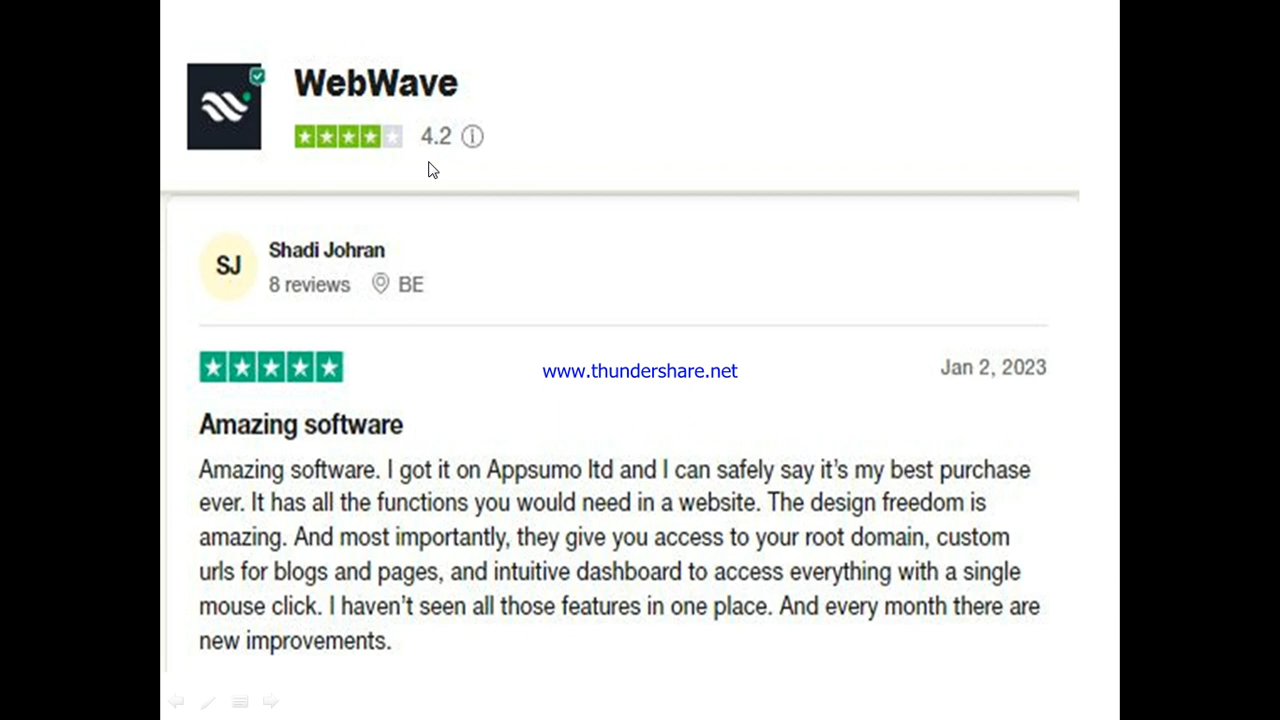 WebWave
4.2
SJ
Shadi Johran
8 reviews BE
www.thundershare.net
Jan 2, 2023
Amazing software
Amazing software. I got it on Appsumo ltd and I can safely say it's my best purchase
ever. It has all the functions you would need in a website. The design freedom is
amazing. And most importantly, they give you access to your root domain, custom
urls for blogs and pages, and intuitive dashboard to access everything with a single
mouse click. I haven't seen all those features in one place. And every month there are
new improvements.